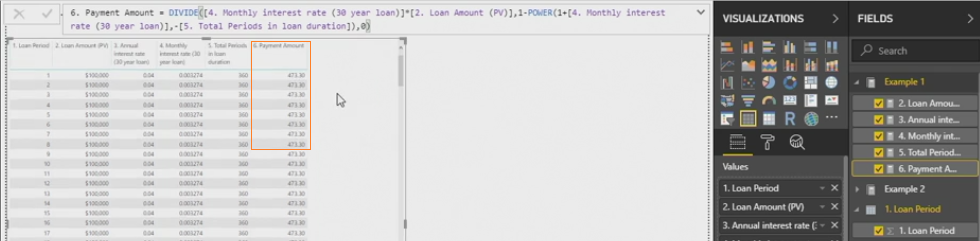 6. Payment Amount = DIVIDE([4. Monthly interest rate (30 year loan)]*[2. Loan Amount (PV)],1-POWER(1+[4. Monthly interest
rate (30 year loan)],-[5. Total Periods in loan duration]),0)
1. Loan Period 2. Loan Amount (PV) 3. Annual interest rate (30 year loan) 4. Monthly interest rate (30 year loan) 5. Total Periods in loan duration 6. Payment Amount
1 $100,000 0.04 0.003274 360 473.30
2 $100,000 0.04 0.003274 360 473.30
3 $100,000 0.04 0.003274 360 473.30
4 $100,000 0.04 0.003274 360 473.30
5 $100,000 0.04 0.003274 360 473.30
6 $100,000 0.04 0.003274 360 473.30
7 $100,000 0.04 0.003274 360 473.30
8 $100,000 0.04 0.003274 360 473.30
9 $100,000 0.04 0.003274 360 473.30
10 $100,000 0.04 0.003274 360 473.30
11 $100,000 0.04 0.003274 360 473.30
12 $100,000 0.04 0.003274 360 473.30
13 $100,000 0.04 0.003274 360 473.30
14 $100,000 0.04 0.003274 360 473.30
15 $100,000 0.04 0.003274 360 473.30
16 $100,000 0.04 0.003274 360 473.30
17 $100,000 0.04 0.003274 360 473.30
VISUALIZATIONS
R
Values
1. Loan Period
2. Loan Amount (PV)
3. Annual interest rate (
FIELDS
Search
Example 1
2. Loan Amou...
3. Annual inte...
4. Monthly int...
5. Total Period...
6. Payment A...
Example 2
1. Loan Period
Σ 1. Loan Period